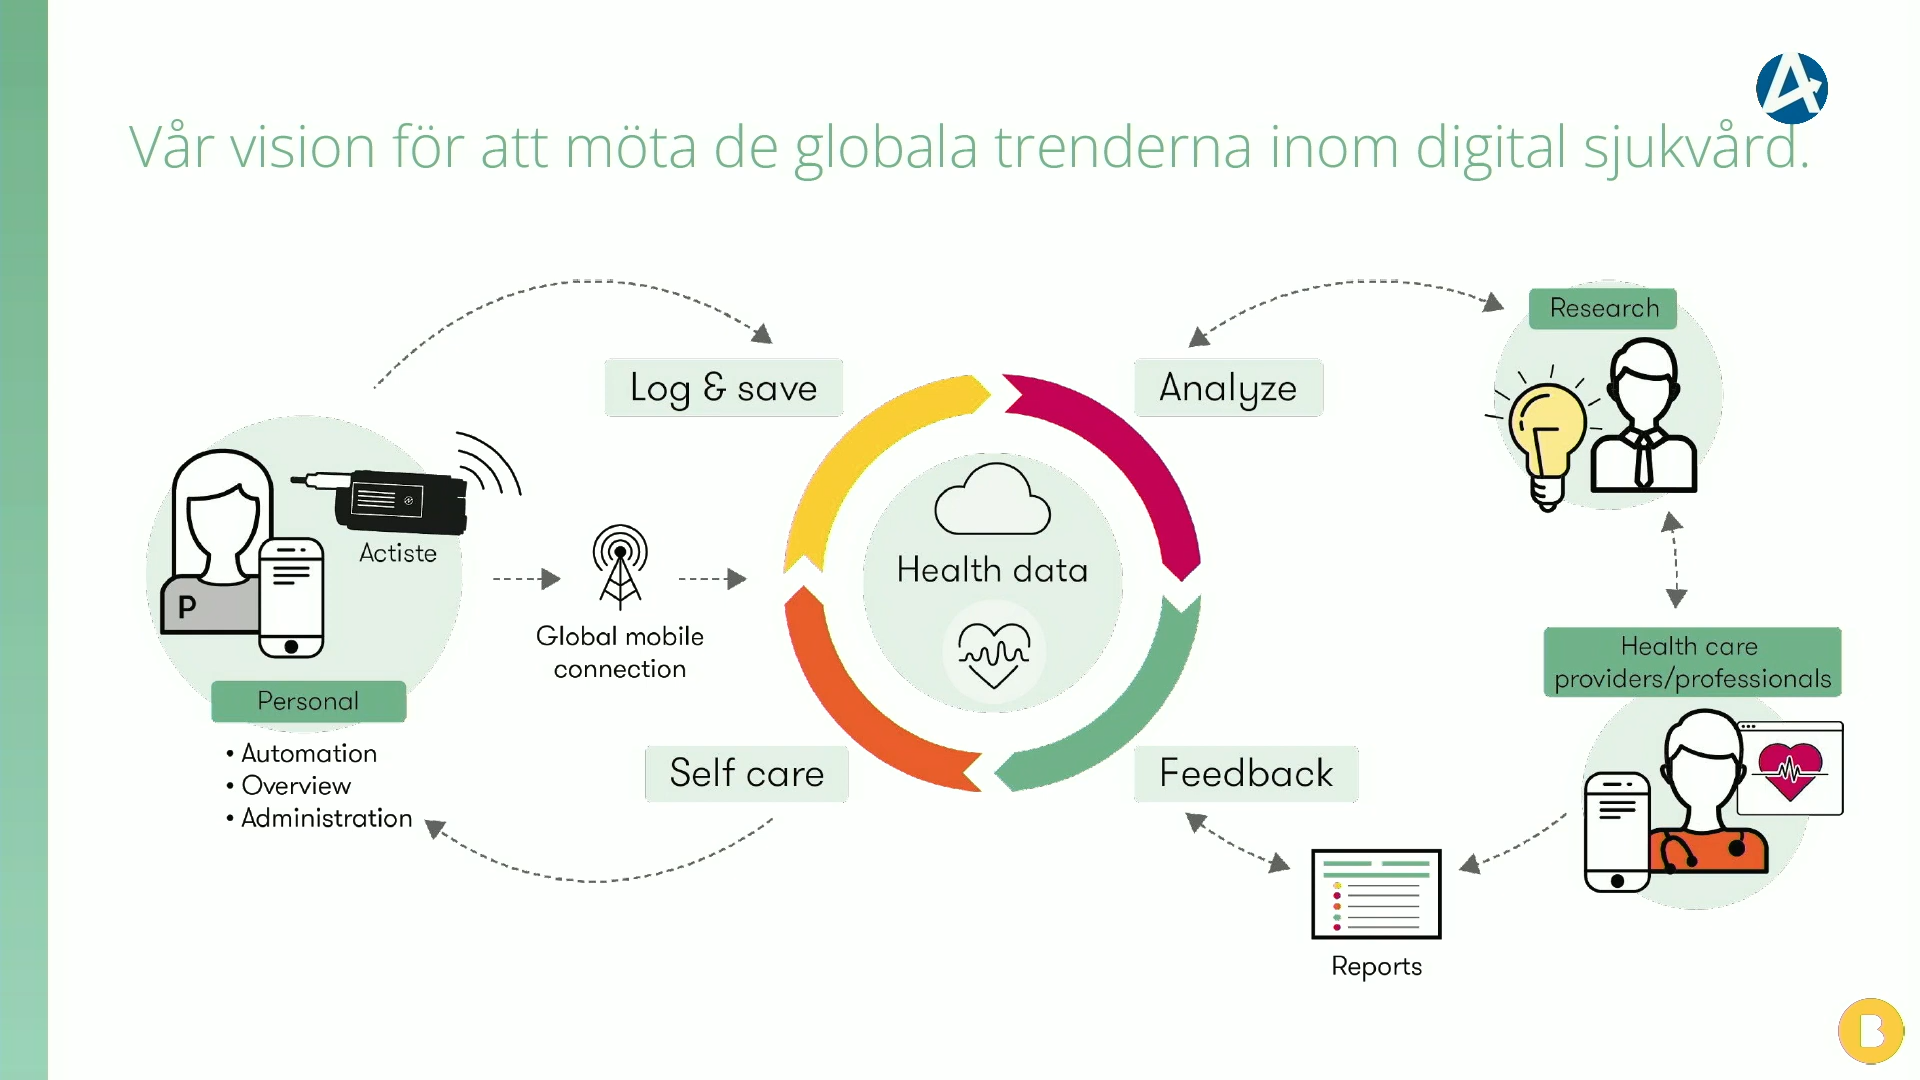 Vår vision för att möta de globala trenderna inom digital sjukvård.
Research
Log & save
Analyze
Health data
Actiste
P
Global mobile
connection
Health care
providers/professionals
Personal
• Automation
• Overview
• Administration
Self care
Feedback
Reports
B